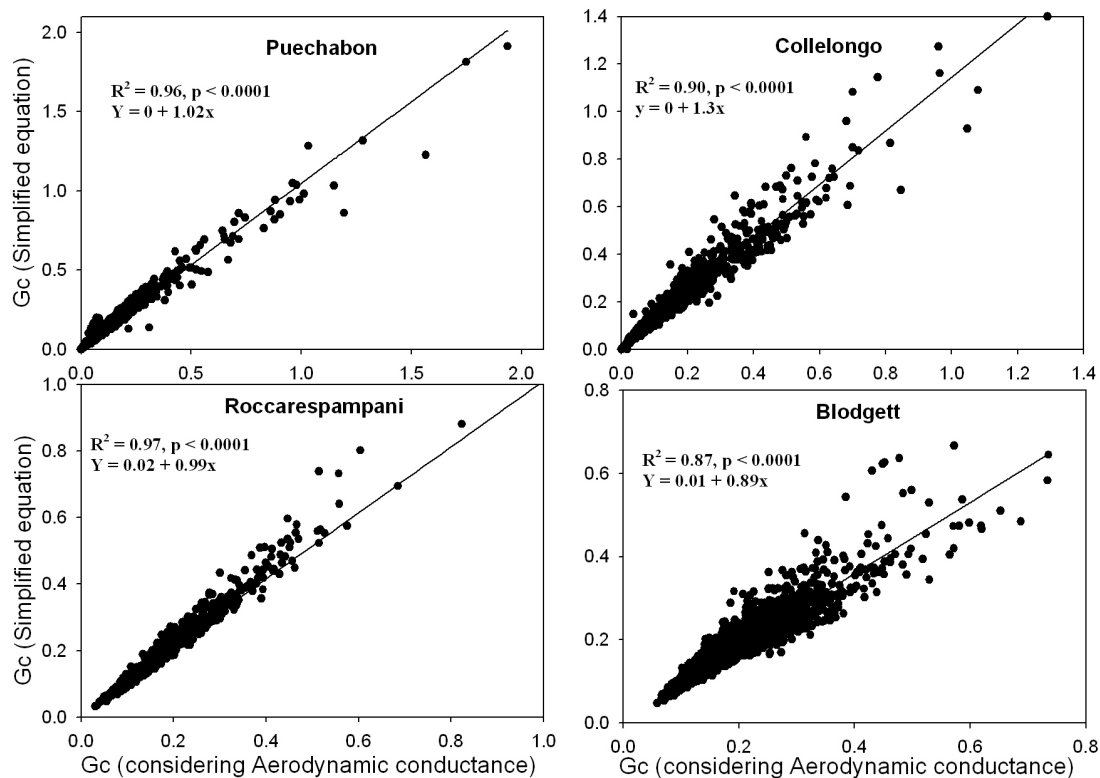 Puechabon
R² = 0.96, p < 0.0001
Y = 0 + 1.02x
2.0
1.5
1.0
0.5
0.0
0.0 0.5 1.0 1.5 2.0
Gc (Simplified equation)
Collelongo
R² = 0.90, p < 0.0001
y = 0 + 1.3x
1.4
1.2
1.0
0.8
0.6
0.4
0.2
0.0
0.0 0.2 0.4 0.6 0.8 1.0 1.2 1.4
Roccarespampani
R² = 0.97, p < 0.0001
Y = 0.02 + 0.99x
1.0
0.8
0.6
0.4
0.2
0.0
0.0 0.2 0.4 0.6 0.8 1.0
Gc (Simplified equation)
Gc (considering Aerodynamic conductance)
Blodgett
R² = 0.87, p < 0.0001
Y = 0.01 + 0.89x
0.8
0.6
0.4
0.2
0.0
0.0 0.2 0.4 0.6 0.8
Gc (considering Aerodynamic conductance)